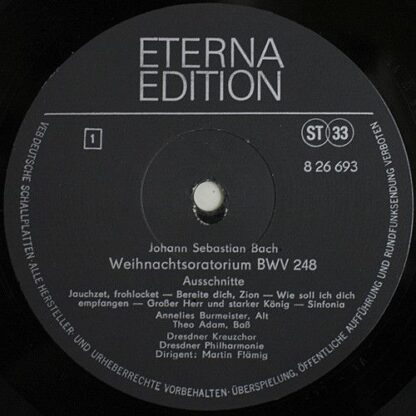 ETERNA
EDITION
1
ST 33
8 26 693
Johann Sebastian Bach
Weihnachtsoratorium BWV 248
Ausschnitte
Jauchzet, frohlocket — Bereite dich, Zion — Wie soll ich dich
empfangen — Großer Herr und starker König — Sinfonia
Annelies Burmeister, Alt
Theo Adam, Baß
Dresdner Kreuzchor
Dresdner Philharmonie
Dirigent: Martin Flämig
VEB DEUTSCHE SCHALLPLATTEN · ALLE HERSTELLER- UND URHEBERRECHTE VORBEHALTEN · ÜBERSPIELUNG, ÖFFENTLICHE AUFFÜHRUNG UND RUNDFUNKSENDUNG VERBOTEN